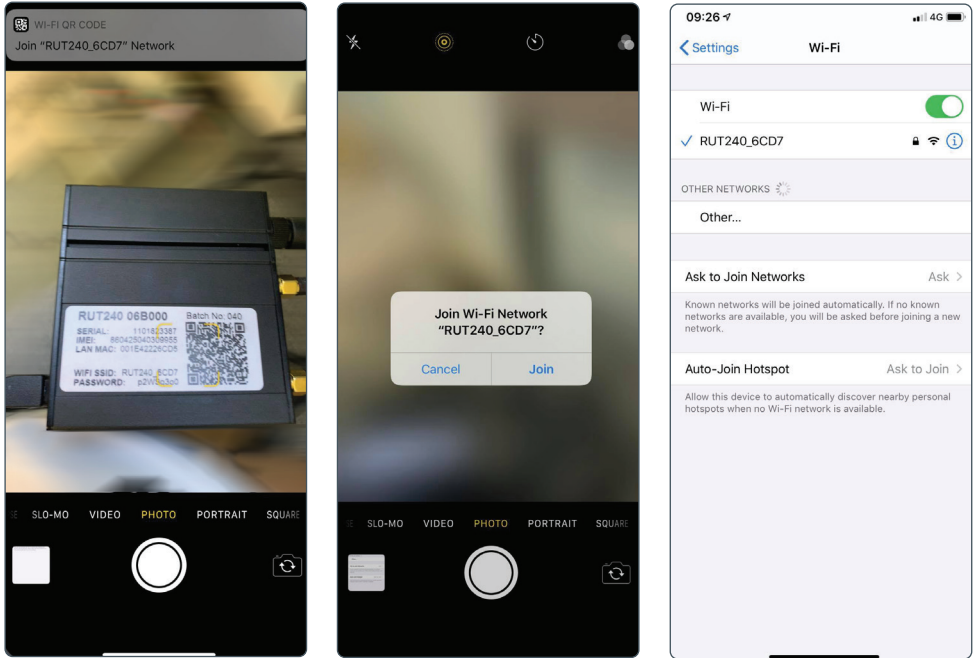 WI-FI QR CODE
Join “RUT240_6CD7” Network
RUT240 06B000 Batch No: 040
SERIAL:
IMEI:
LAN MAC: 001E42226CD5
WIFI SSID: RUT240_6CD7
PASSWORD:
SLO-MO VIDEO PHOTO PORTRAIT SQUARE
Join Wi-Fi Network
“RUT240_6CD7”?
Cancel Join
SLO-MO VIDEO PHOTO PORTRAIT SQUARE
09:26 4G
Settings Wi-Fi
Wi-Fi
RUT240_6CD7
OTHER NETWORKS
Other...
Ask to Join Networks Ask
Known networks will be joined automatically. If no known
networks are available, you will be asked before joining a new
network.
Auto-Join Hotspot Ask to Join
Allow this device to automatically discover nearby personal
hotspots when no Wi-Fi network is available.